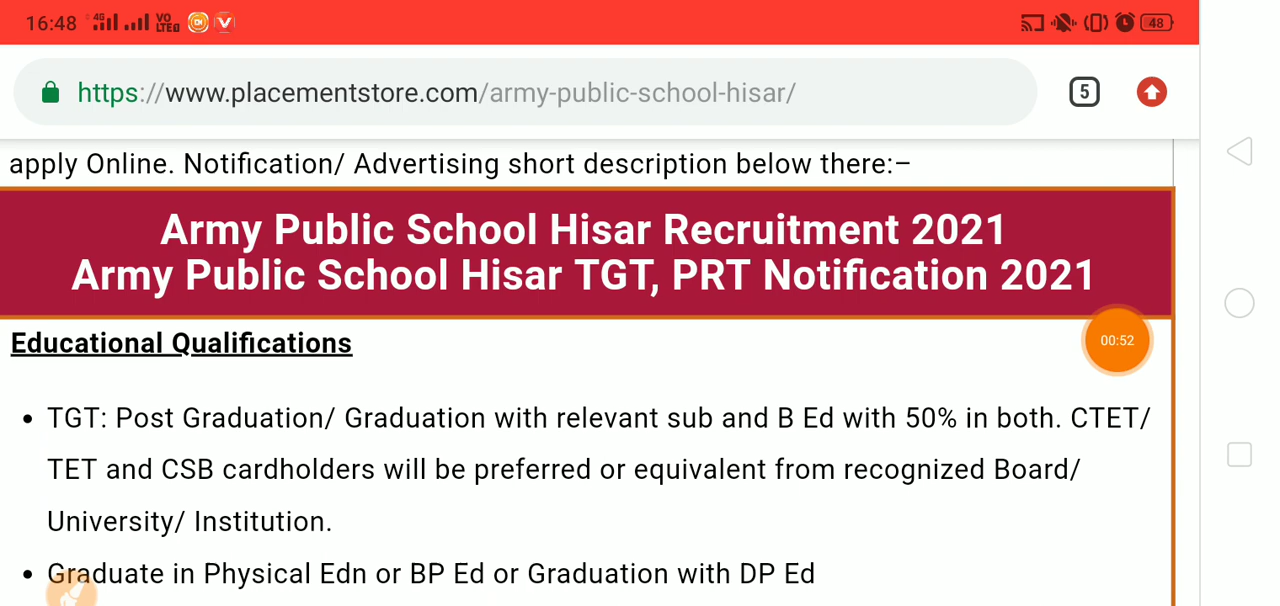 16:48 4G VO LTE 48
https://www.placementstore.com/army-public-school-hisar/ 5
apply Online. Notification/ Advertising short description below there:–
Army Public School Hisar Recruitment 2021
Army Public School Hisar TGT, PRT Notification 2021
Educational Qualifications
00:52
• TGT: Post Graduation/ Graduation with relevant sub and B Ed with 50% in both. CTET/
TET and CSB cardholders will be preferred or equivalent from recognized Board/
University/ Institution.
• Graduate in Physical Edn or BP Ed or Graduation with DP Ed